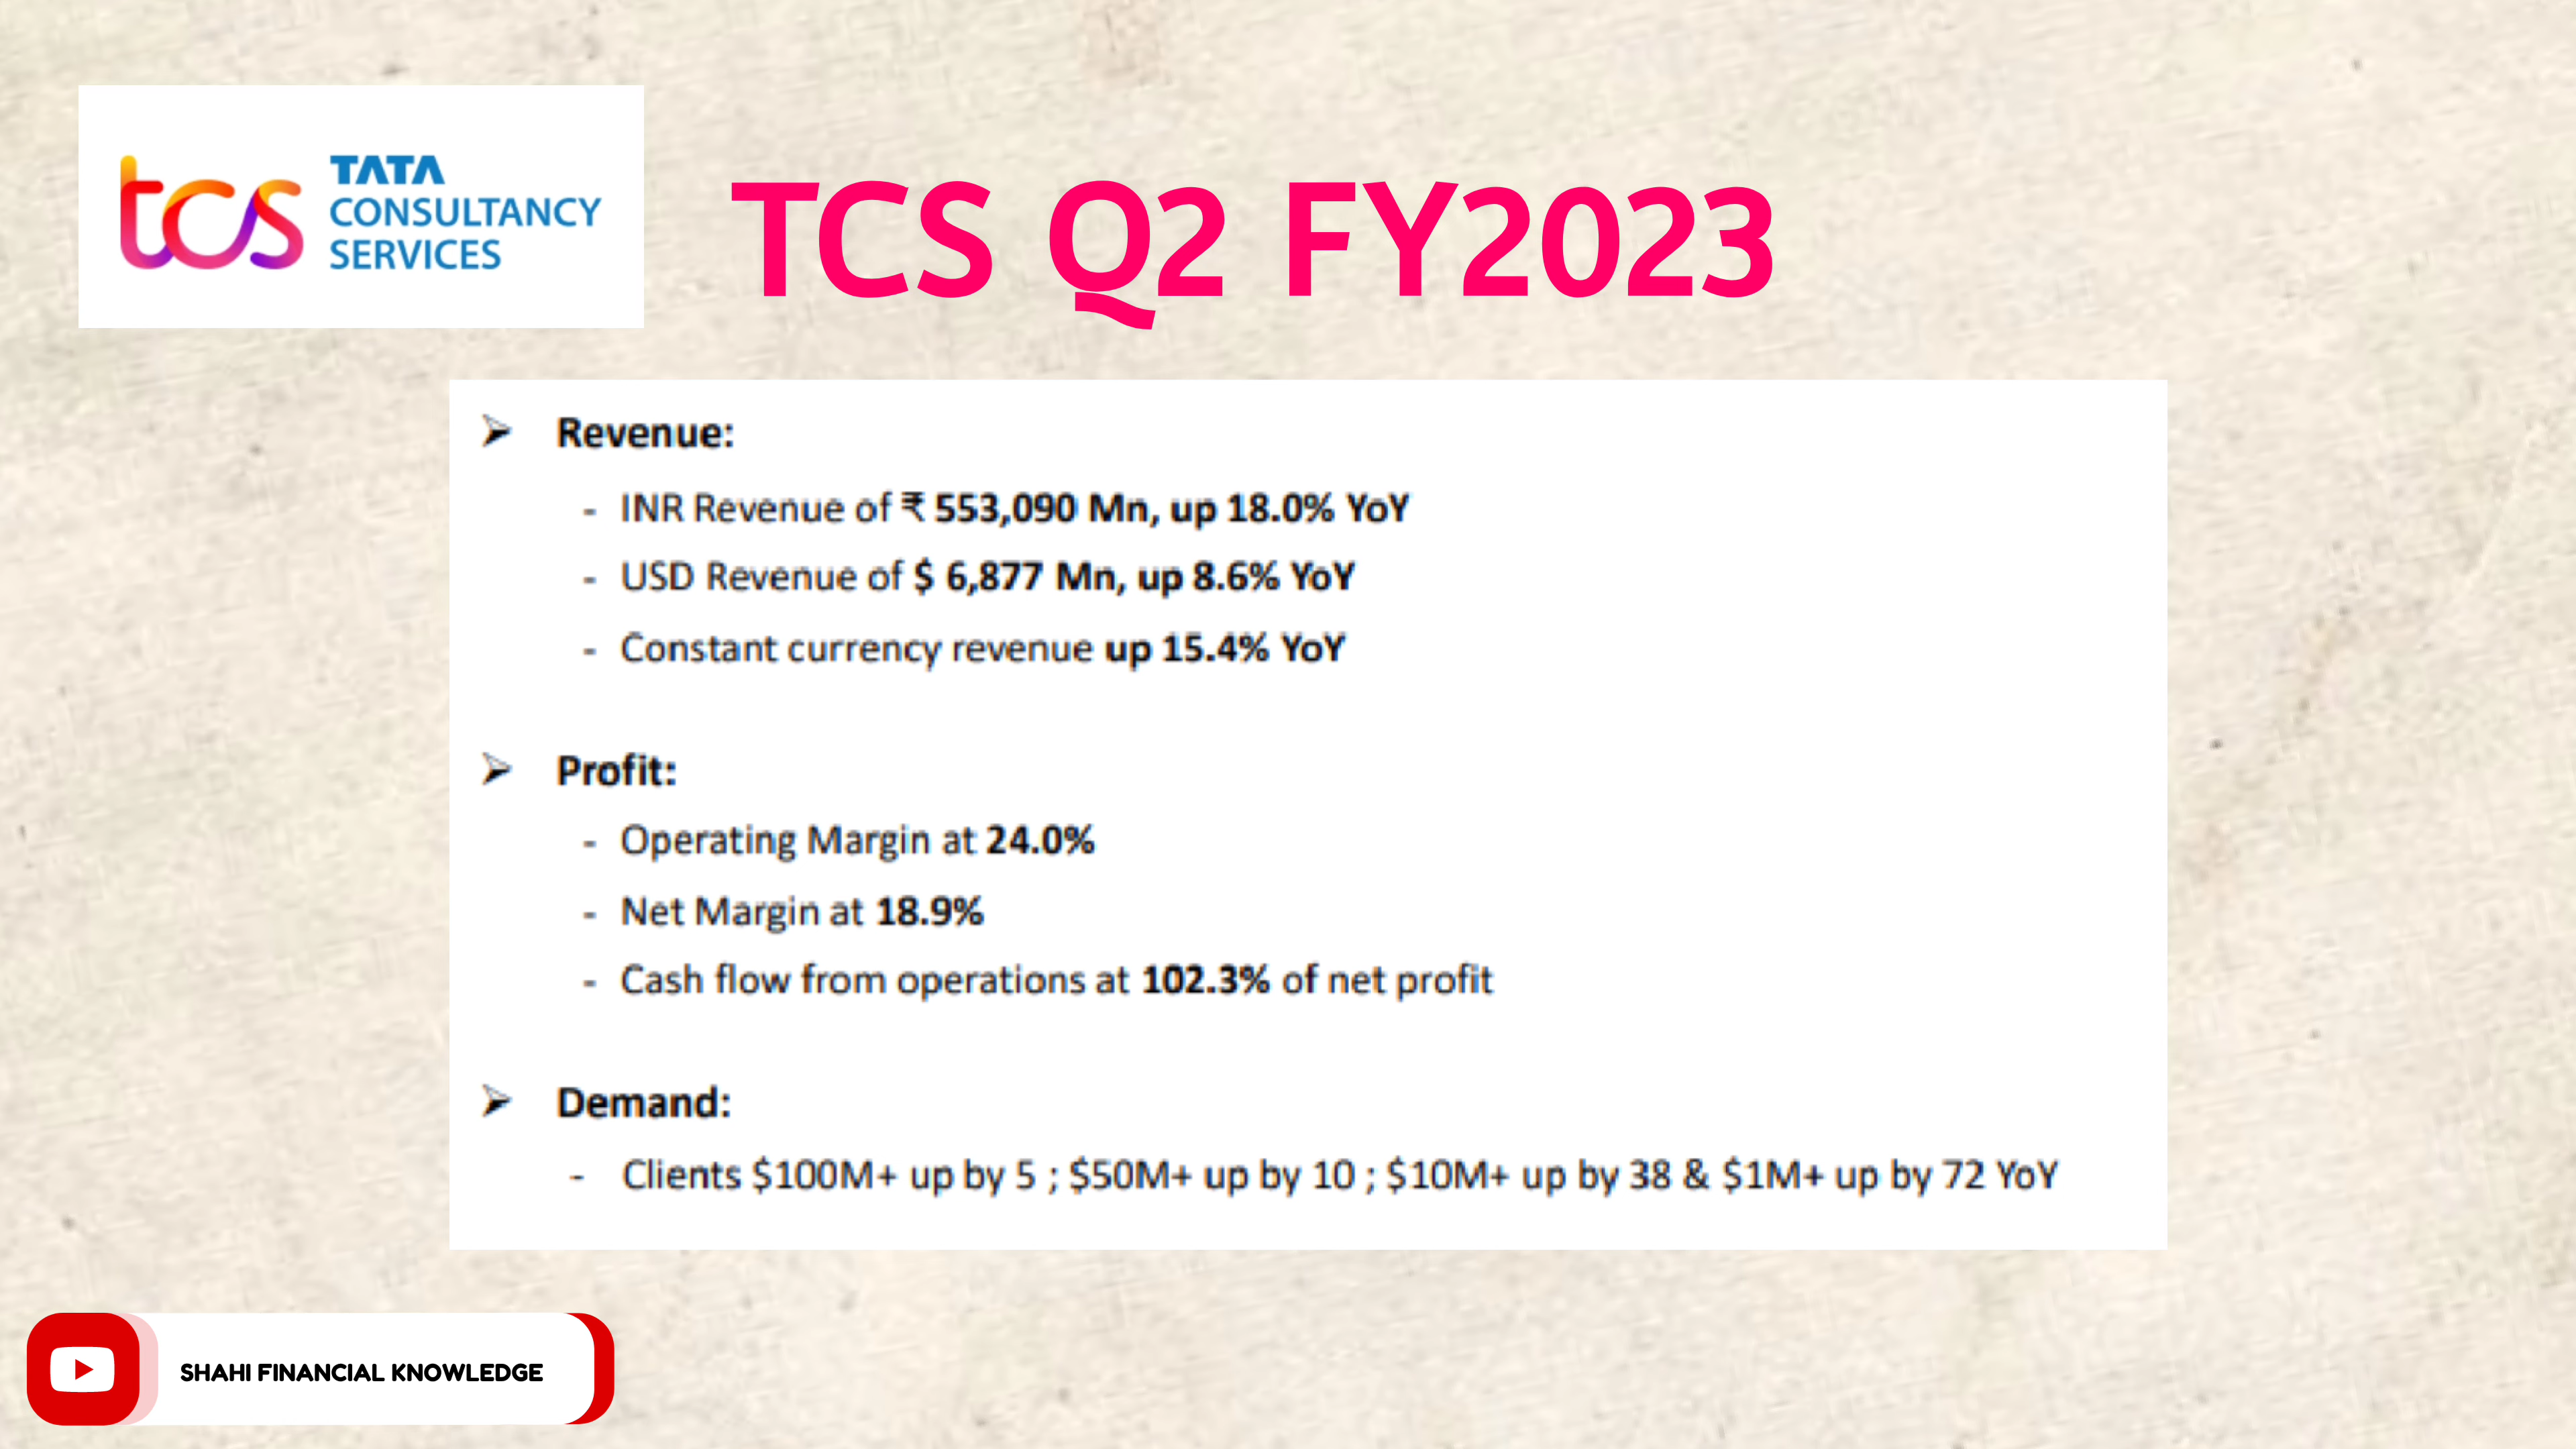 tcs TATA
CONSULTANCY
SERVICES
TCS Q2 FY2023
➢ Revenue:
- INR Revenue of ₹ 553,090 Mn, up 18.0% YoY
- USD Revenue of $ 6,877 Mn, up 8.6% YoY
- Constant currency revenue up 15.4% YoY
➢ Profit:
- Operating Margin at 24.0%
- Net Margin at 18.9%
- Cash flow from operations at 102.3% of net profit
➢ Demand:
- Clients $100M+ up by 5 ; $50M+ up by 10 ; $10M+ up by 38 & $1M+ up by 72 YoY
SHAHI FINANCIAL KNOWLEDGE